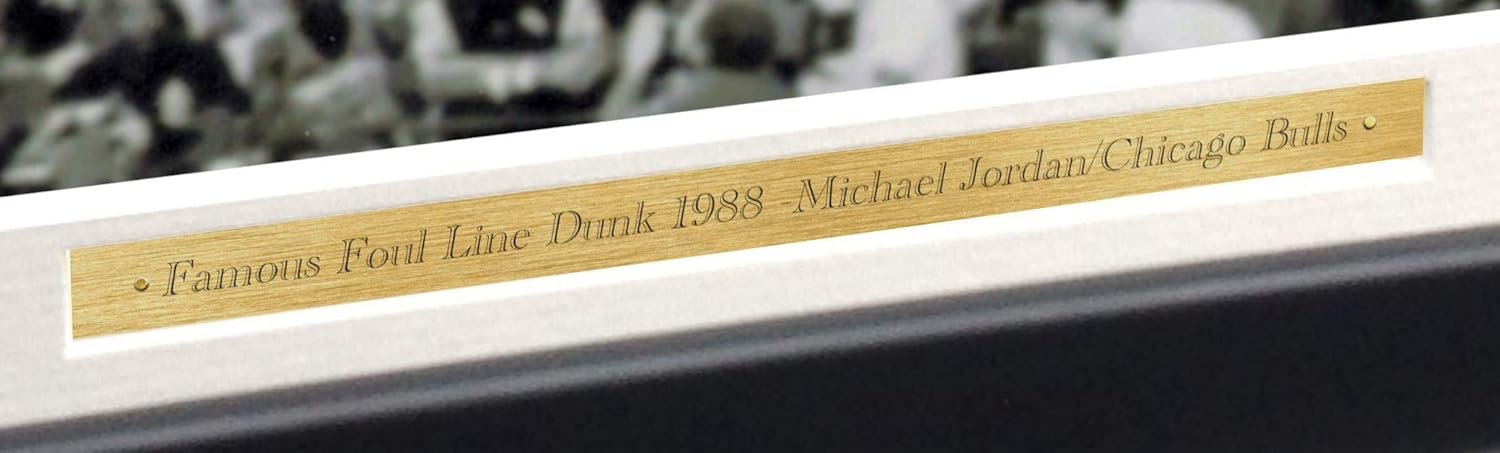 Famous Foul Line Dunk 1988 -Michael Jordan/Chicago Bulls